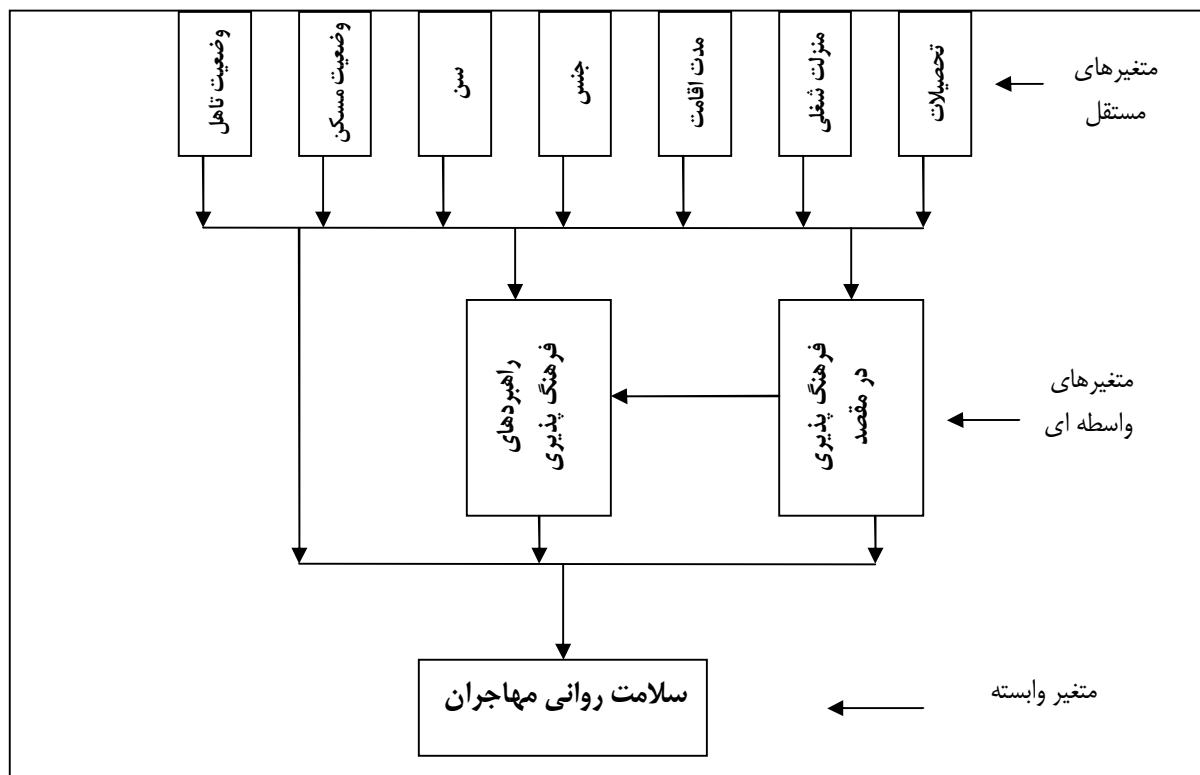 متغیرهای
مستقل
تحصیلات
منزلت شغلی
مدت اقامت
جنس
سن
وضعیت مسکن
وضعیت تاهل
متغیرهای
واسطه ای
فرهنگ پذیری
در مقصد
راهبردهای
فرهنگ پذیری
متغیر وابسته
سلامت روانی مهاجران